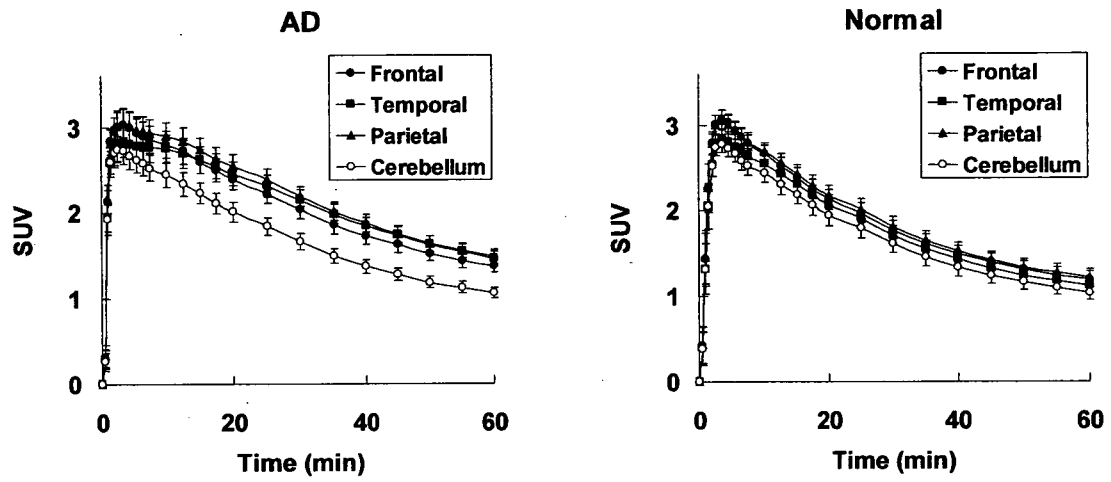 AD
Frontal
Temporal
Parietal
Cerebellum
3
2
1
0
SUV
0 20 40 60
Time (min)
Normal
Frontal
Temporal
Parietal
Cerebellum
3
2
1
0
SUV
0 20 40 60
Time (min)